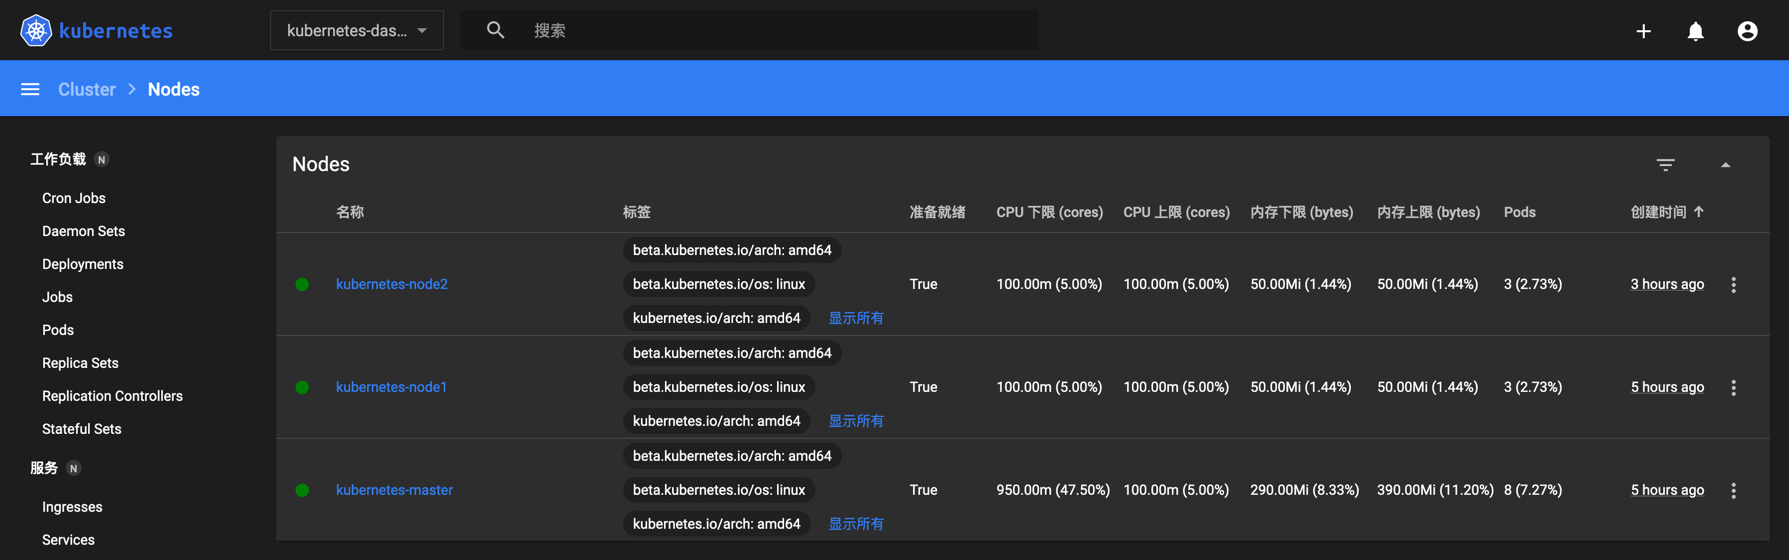 kubernetes
kubernetes-das...
搜索
Cluster
Nodes
工作负载 N
Cron Jobs
Daemon Sets
Deployments
Jobs
Pods
Replica Sets
Replication Controllers
Stateful Sets
服务 N
Ingresses
Services
Nodes
名称 标签 准备就绪 CPU 下限 (cores) CPU 上限 (cores) 内存下限 (bytes) 内存上限 (bytes) Pods 创建时间
beta.kubernetes.io/arch: amd64
kubernetes-node2 beta.kubernetes.io/os: linux True 100.00m (5.00%) 100.00m (5.00%) 50.00Mi (1.44%) 50.00Mi (1.44%) 3 (2.73%) 3 hours ago
kubernetes.io/arch: amd64 显示所有
beta.kubernetes.io/arch: amd64
kubernetes-node1 beta.kubernetes.io/os: linux True 100.00m (5.00%) 100.00m (5.00%) 50.00Mi (1.44%) 50.00Mi (1.44%) 3 (2.73%) 5 hours ago
kubernetes.io/arch: amd64 显示所有
beta.kubernetes.io/arch: amd64
kubernetes-master beta.kubernetes.io/os: linux True 950.00m (47.50%) 100.00m (5.00%) 290.00Mi (8.33%) 390.00Mi (11.20%) 8 (7.27%) 5 hours ago
kubernetes.io/arch: amd64 显示所有